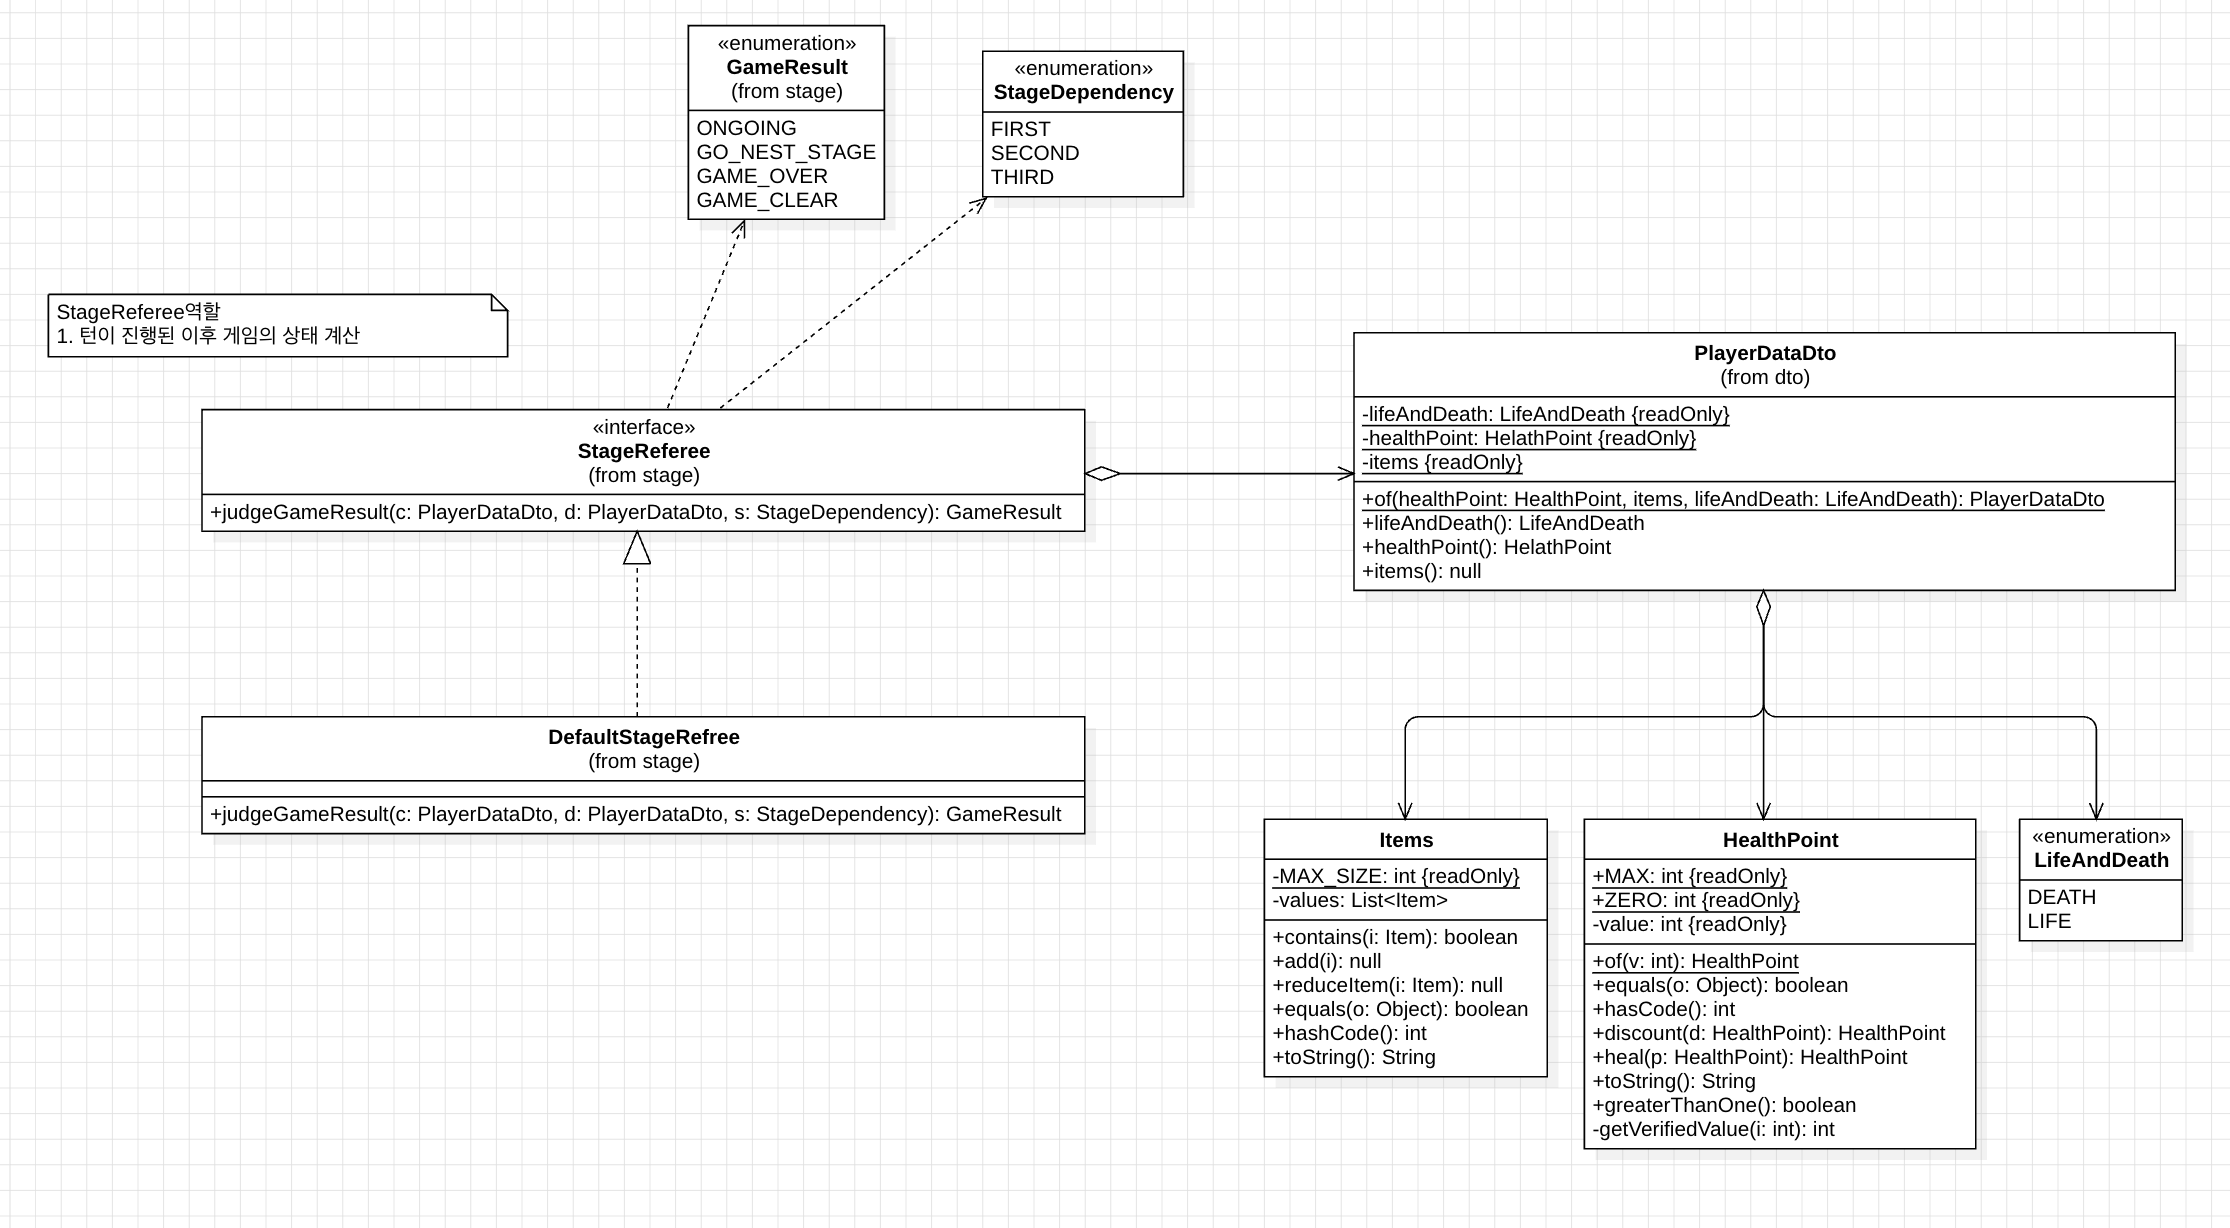 «enumeration»
GameResult
(from stage)
ONGOING
GO_NEST_STAGE
GAME_OVER
GAME_CLEAR
«enumeration»
StageDependency
FIRST
SECOND
THIRD
StageReferee역할
1. 턴이 진행된 이후 게임의 상태 계산
«interface»
StageReferee
(from stage)
+judgeGameResult(c: PlayerDataDto, d: PlayerDataDto, s: StageDependency): GameResult
PlayerDataDto
(from dto)
-lifeAndDeath: LifeAndDeath {readOnly}
-healthPoint: HelathPoint {readOnly}
-items {readOnly}
+of(healthPoint: HealthPoint, items, lifeAndDeath: LifeAndDeath): PlayerDataDto
+lifeAndDeath(): LifeAndDeath
+healthPoint(): HelathPoint
+items(): null
DefaultStageRefree
(from stage)
+judgeGameResult(c: PlayerDataDto, d: PlayerDataDto, s: StageDependency): GameResult
Items
-MAX_SIZE: int {readOnly}
-values: List<Item>
+contains(i: Item): boolean
+add(i): null
+reduceItem(i: Item): null
+equals(o: Object): boolean
+hashCode(): int
+toString(): String
HealthPoint
+MAX: int {readOnly}
+ZERO: int {readOnly}
-value: int {readOnly}
+of(v: int): HealthPoint
+equals(o: Object): boolean
+hasCode(): int
+discount(d: HealthPoint): HealthPoint
+heal(p: HealthPoint): HealthPoint
+toString(): String
+greaterThanOne(): boolean
-getVerifiedValue(i: int): int
«enumeration»
LifeAndDeath
DEATH
LIFE